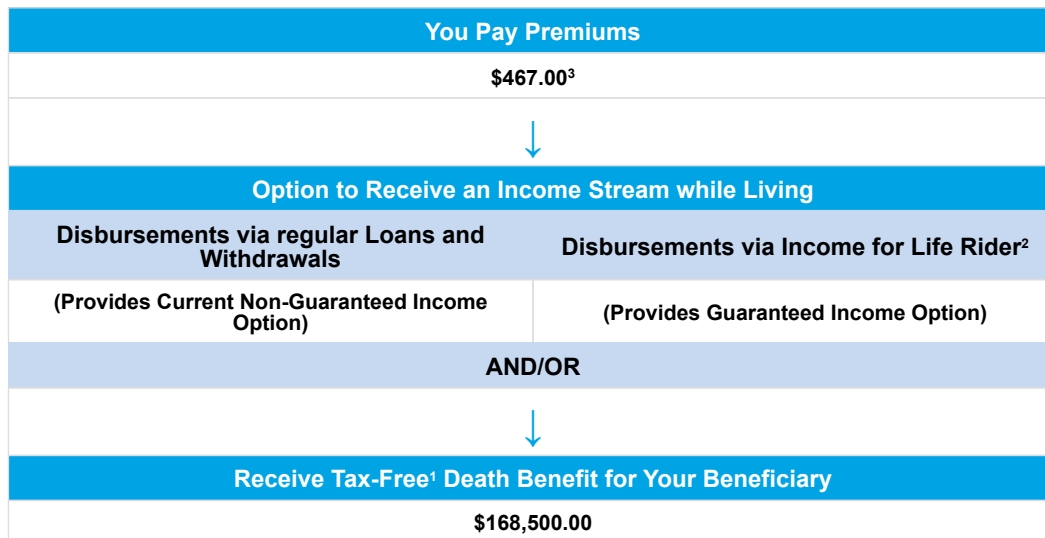 You Pay Premiums
$467.00³
↓
Option to Receive an Income Stream while Living
Disbursements via regular Loans and
Withdrawals
Disbursements via Income for Life Rider²
(Provides Current Non-Guaranteed Income
Option)
(Provides Guaranteed Income Option)
AND/OR
↓
Receive Tax-Free¹ Death Benefit for Your Beneficiary
$168,500.00